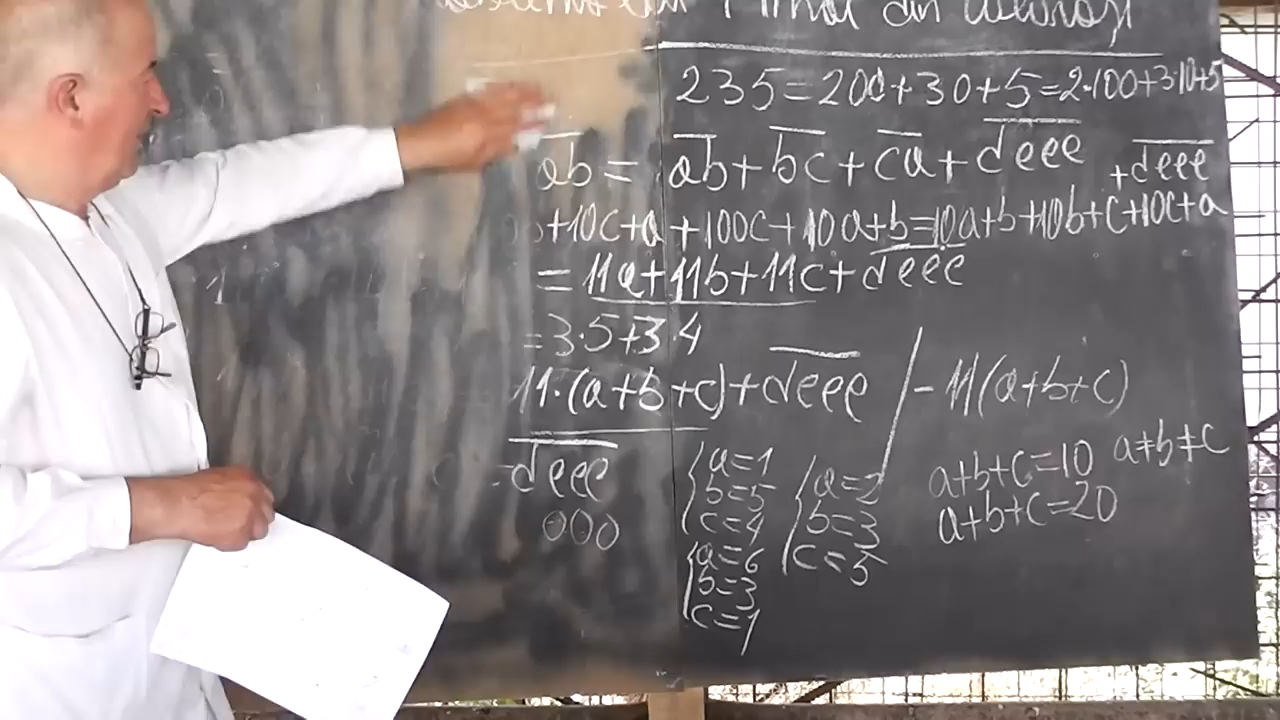 din
235=200+30+5=2·100+3·10+5
ab= ab+bc+ca+deee +deee
+10c+a+100c+10a+b=10a+b+10b+c+10c+a
=11a+11b+11c+deee
=3·5+3·4
11·(a+b+c)+deee /-11(a+b+c)
=deee
000
a=1
b=5
c=4
a=2
b=3
c=5
a=6
b=3
c=1
a+b+c=10 a≠b≠c
a+b+c=20